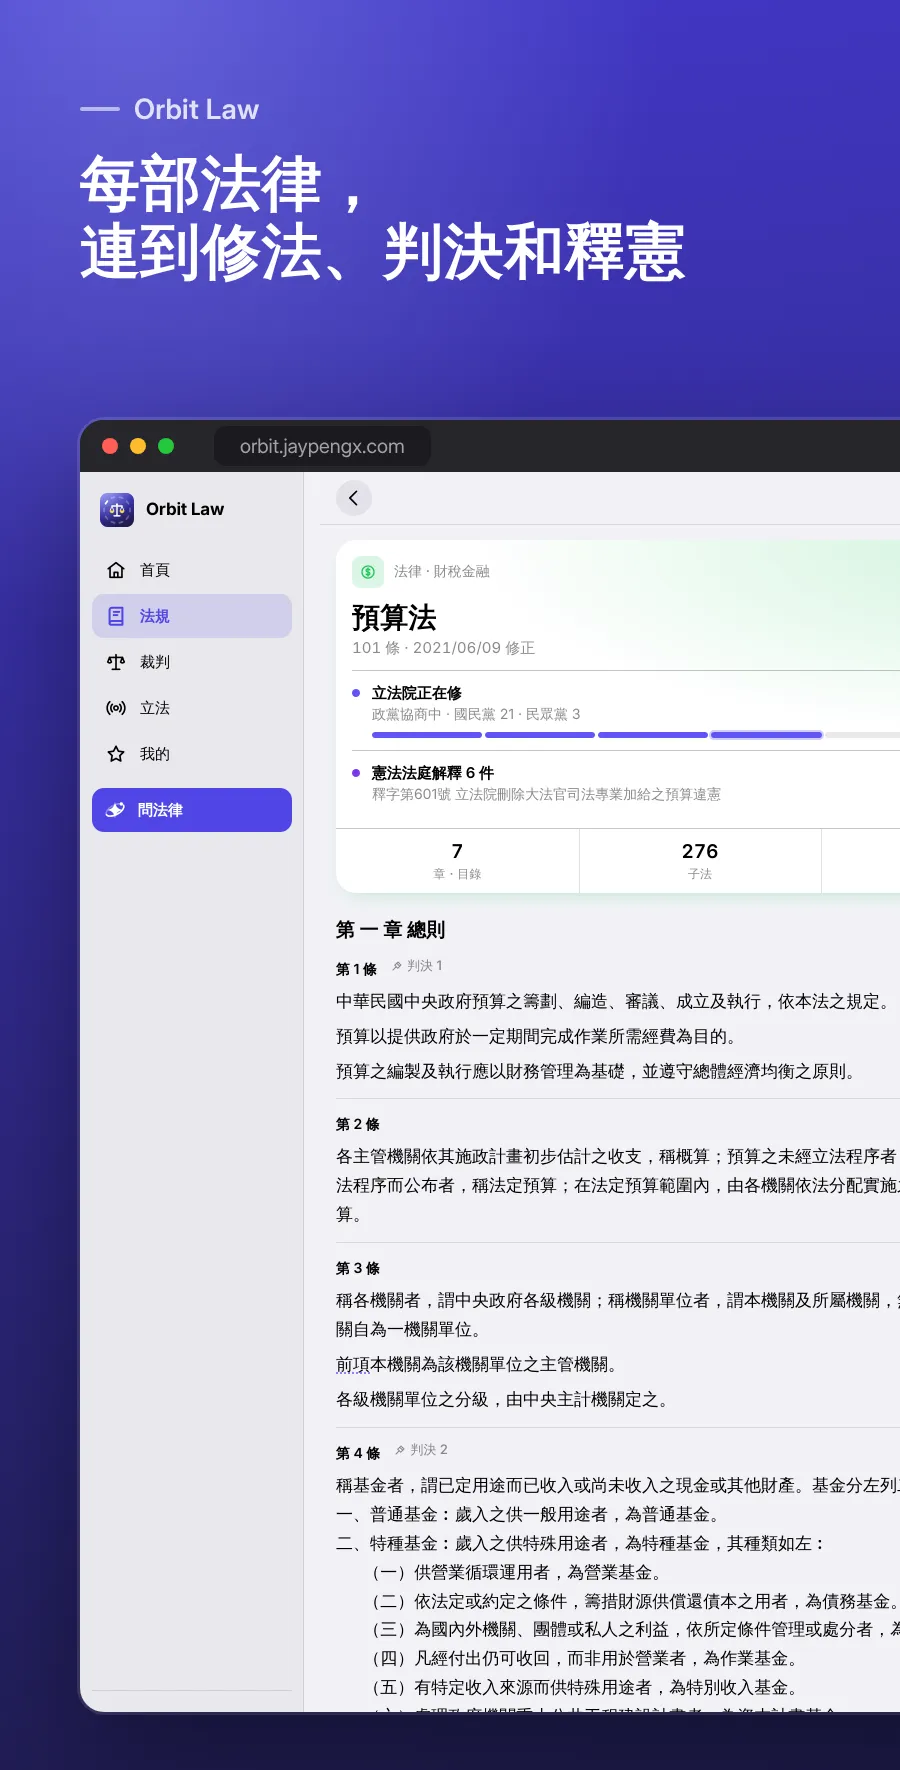 Orbit Law
每部法律，
連到修法、判決和釋憲
orbit.jaypengx.com
Orbit Law
首頁
法規
裁判
立法
我的
問法律
法律 · 財稅金融
預算法
101 條 · 2021/06/09 修正
立法院正在修
政黨協商中 · 國民黨 21 · 民眾黨 3
憲法法庭解釋 6 件
釋字第601號 立法院刪除大法官司法專業加給之預算違憲
7
章 · 目錄
276
子法
第 一 章 總則
第 1 條 判決 1
中華民國中央政府預算之籌劃、編造、審議、成立及執行，依本法之規定。
預算以提供政府於一定期間完成作業所需經費為目的。
預算之編製及執行應以財務管理為基礎，並遵守總體經濟均衡之原則。
第 2 條
各主管機關依其施政計畫初步估計之收支，稱概算；預算之未經立法程序者
法程序而公布者，稱法定預算；在法定預算範圍內，由各機關依法分配實施
算。
第 3 條
稱各機關者，謂中央政府各級機關；稱機關單位者，謂本機關及所屬機關，
關自為一機關單位。
前項本機關為該機關單位之主管機關。
各級機關單位之分級，由中央主計機關定之。
第 4 條 判決 2
稱基金者，謂已定用途而已收入或尚未收入之現金或其他財產。基金分左列
一、普通基金：歲入之供一般用途者，為普通基金。
二、特種基金：歲入之供特殊用途者，為特種基金，其種類如左：
（一）供營業循環運用者，為營業基金。
（二）依法定或約定之條件，籌措財源供償還債本之用者，為債務基金。
（三）為國內外機關、團體或私人之利益，依所定條件管理或處分者，為
（四）凡經付出仍可收回，而非用於營業者，為作業基金。
（五）有特定收入來源而供特殊用途者，為特別收入基金。